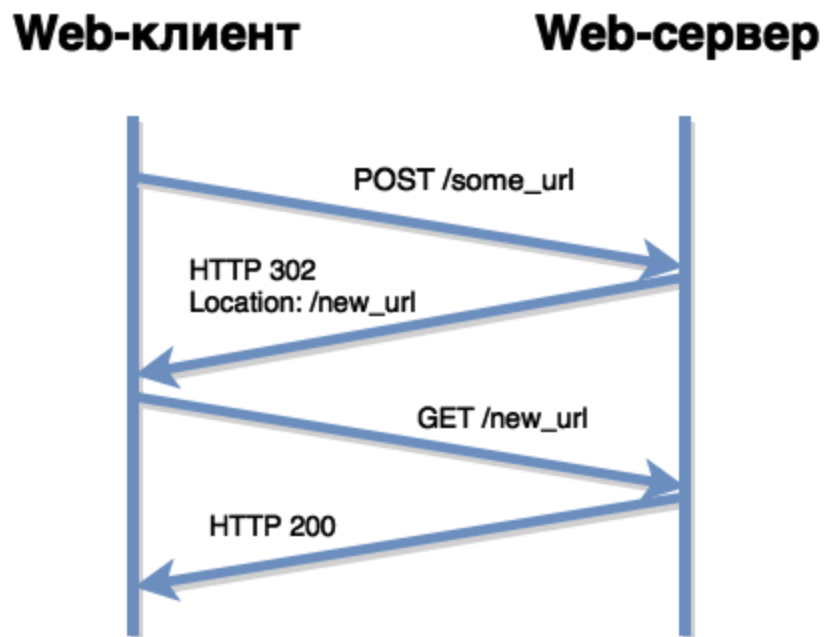 Web-клиент
Web-сервер
POST /some_url
HTTP 302
Location: /new_url
GET /new_url
HTTP 200